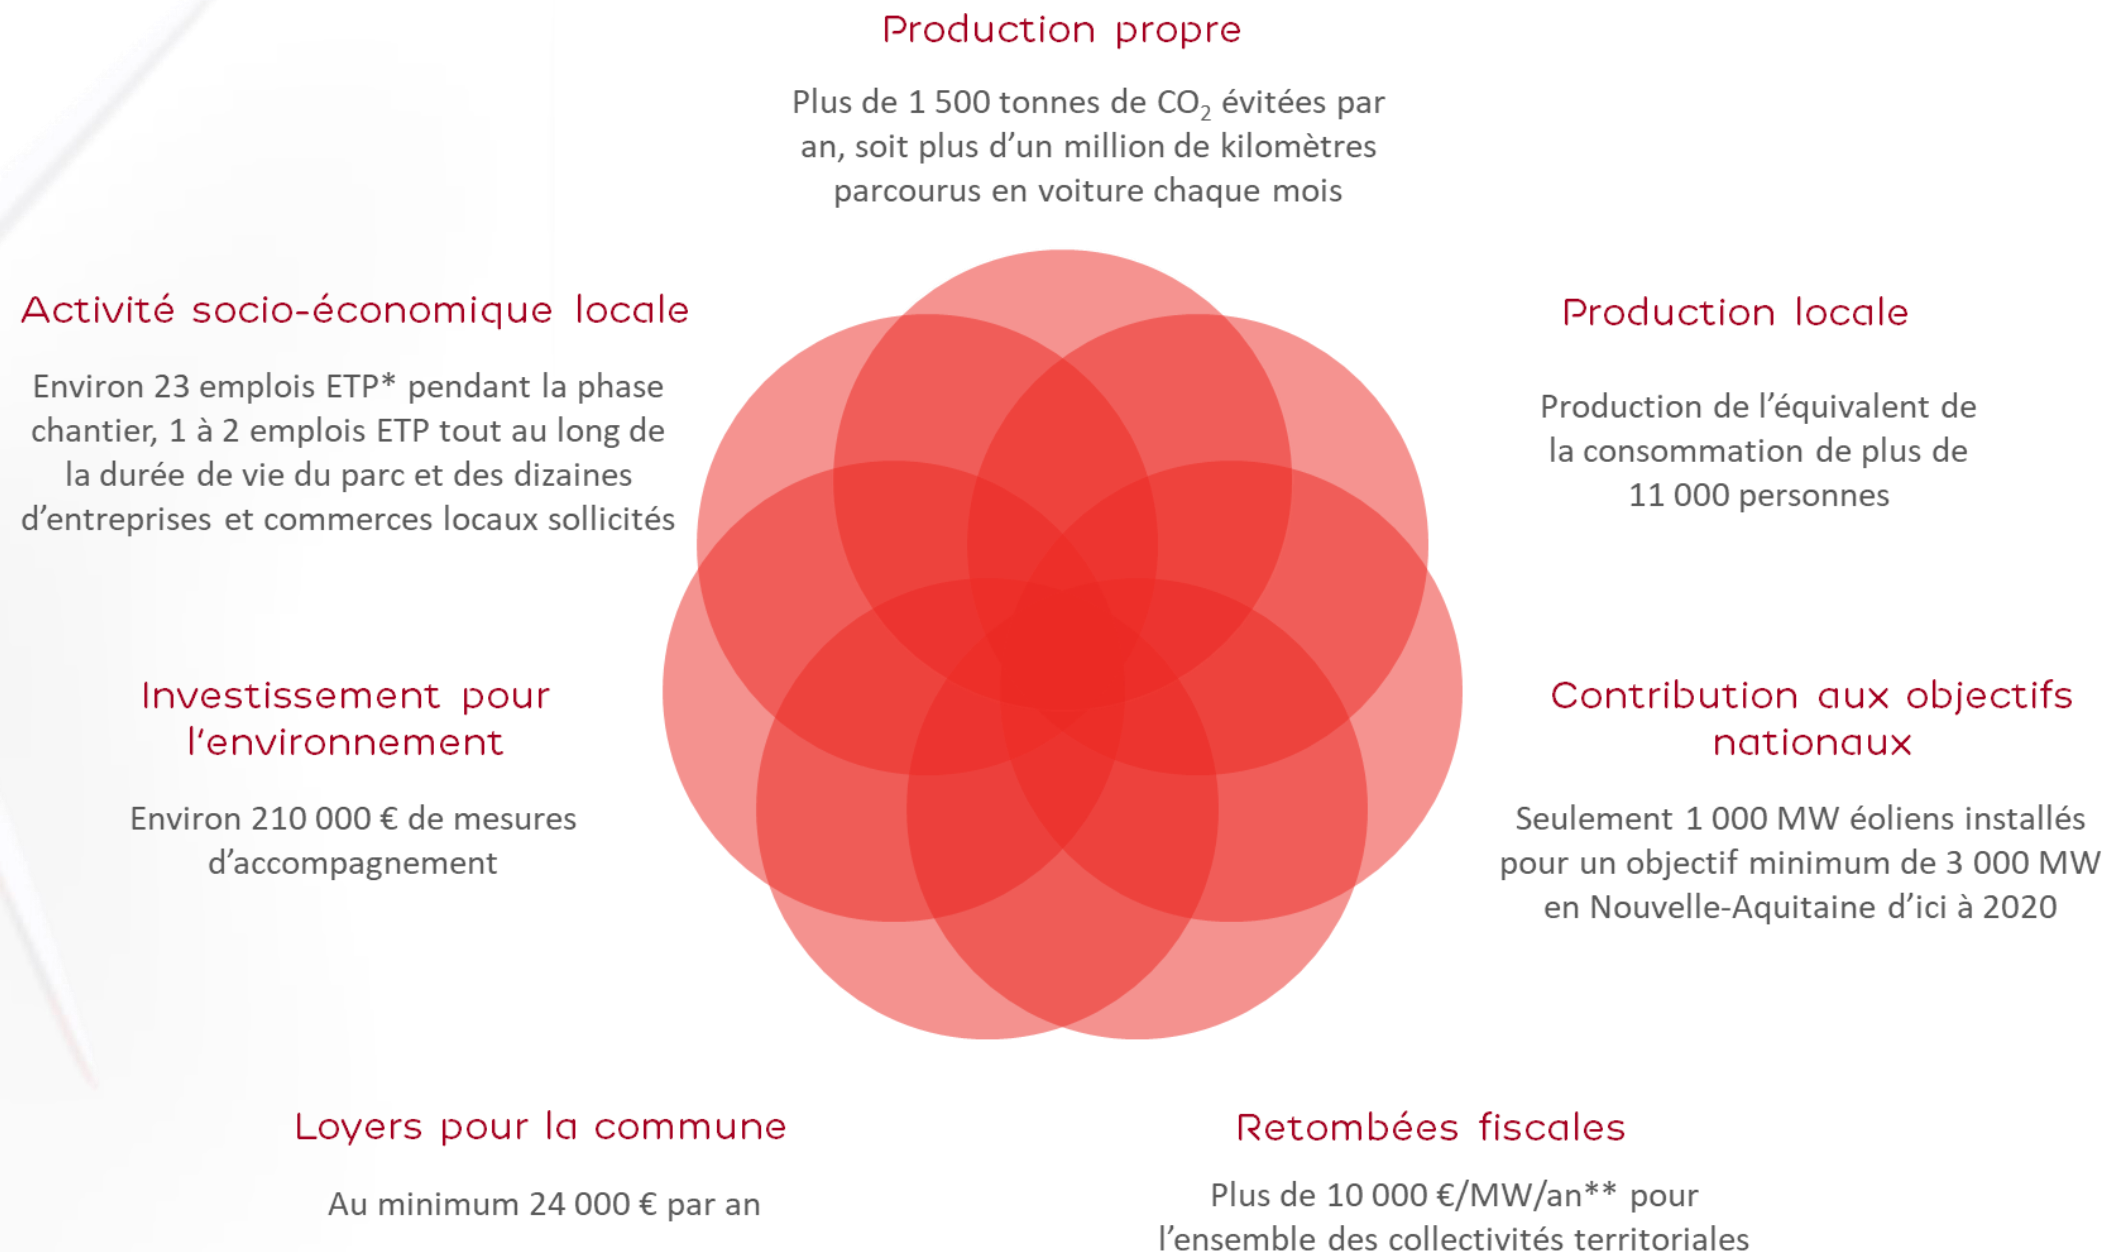 Production propre
Plus de 1 500 tonnes de CO₂ évitées par
an, soit plus d’un million de kilomètres
parcourus en voiture chaque mois
Activité socio-économique locale
Environ 23 emplois ETP* pendant la phase
chantier, 1 à 2 emplois ETP tout au long de
la durée de vie du parc et des dizaines
d’entreprises et commerces locaux sollicités
Production locale
Production de l’équivalent de
la consommation de plus de
11 000 personnes
Investissement pour
l’environnement
Environ 210 000 € de mesures
d’accompagnement
Contribution aux objectifs
nationaux
Seulement 1 000 MW éoliens installés
pour un objectif minimum de 3 000 MW
en Nouvelle-Aquitaine d’ici à 2020
Loyers pour la commune
Au minimum 24 000 € par an
Retombées fiscales
Plus de 10 000 €/MW/an** pour
l’ensemble des collectivités territoriales